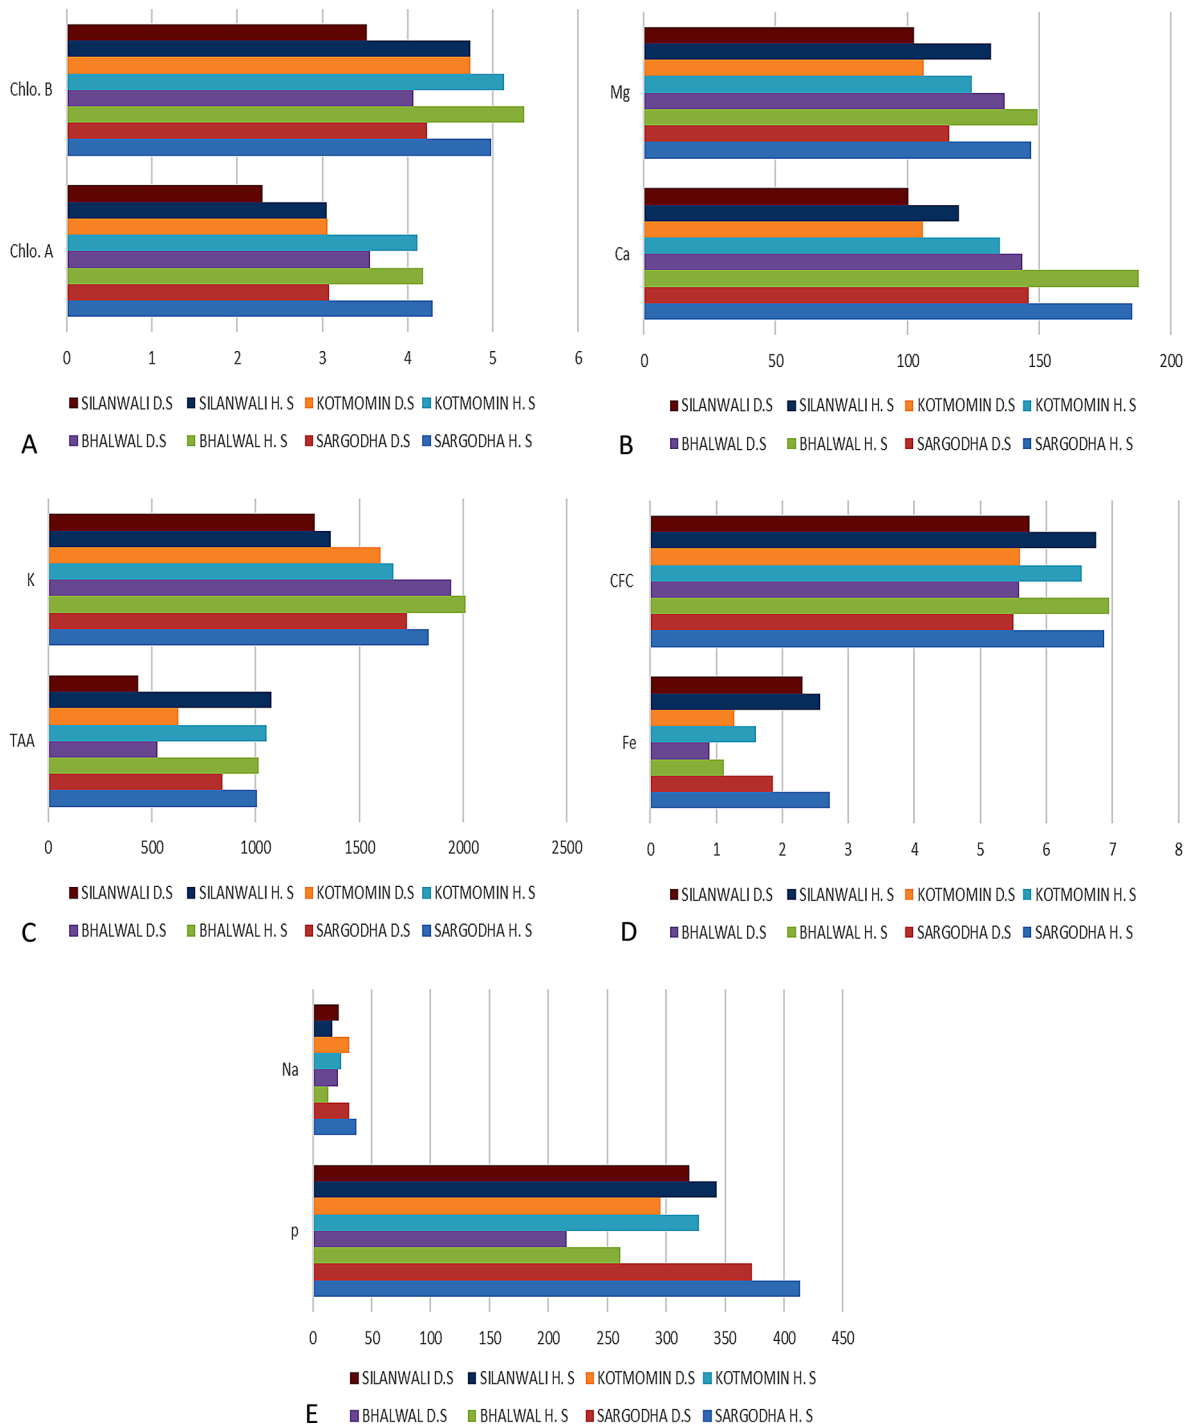 Chlo. B
Chlo. A
0 1 2 3 4 5 6
SILANWALI D.S SILANWALI H. S KOTMOMIN D.S KOTMOMIN H. S
BHALWAL D.S BHALWAL H. S SARGODHA D.S SARGODHA H. S
A
Mg
Ca
0 50 100 150 200
SILANWALI D.S SILANWALI H. S KOTMOMIN D.S KOTMOMIN H. S
BHALWAL D.S BHALWAL H. S SARGODHA D.S SARGODHA H. S
B
K
TAA
0 500 1000 1500 2000 2500
SILANWALI D.S SILANWALI H. S KOTMOMIN D.S KOTMOMIN H. S
BHALWAL D.S BHALWAL H. S SARGODHA D.S SARGODHA H. S
C
CFC
Fe
0 1 2 3 4 5 6 7 8
SILANWALI D.S SILANWALI H. S KOTMOMIN D.S KOTMOMIN H. S
BHALWAL D.S BHALWAL H. S SARGODHA D.S SARGODHA H. S
D
Na
p
0 50 100 150 200 250 300 350 400 450
SILANWALI D.S SILANWALI H. S KOTMOMIN D.S KOTMOMIN H. S
BHALWAL D.S BHALWAL H. S SARGODHA D.S SARGODHA H. S
E